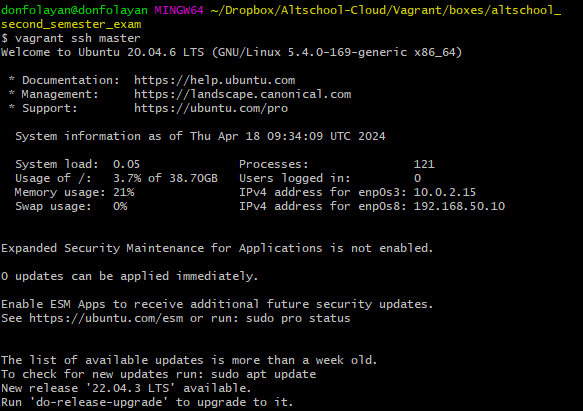 donfolayan@donfolayan MINGW64 ~/Dropbox/Altschool-Cloud/Vagrant/boxes/altschool_
second_semester_exam
$ vagrant ssh master
Welcome to Ubuntu 20.04.6 LTS (GNU/Linux 5.4.0-169-generic x86_64)
* Documentation:  https://help.ubuntu.com
* Management:     https://landscape.canonical.com
* Support:        https://ubuntu.com/pro
System information as of Thu Apr 18 09:34:09 UTC 2024
System load:  0.05              Processes:               121
Usage of /:   3.7% of 38.70GB   Users logged in:         0
Memory usage: 21%               IPv4 address for enp0s3: 10.0.2.15
Swap usage:   0%                IPv4 address for enp0s8: 192.168.50.10
Expanded Security Maintenance for Applications is not enabled.
0 updates can be applied immediately.
Enable ESM Apps to receive additional future security updates.
See https://ubuntu.com/esm or run: sudo pro status
The list of available updates is more than a week old.
To check for new updates run: sudo apt update
New release '22.04.3 LTS' available.
Run 'do-release-upgrade' to upgrade to it.